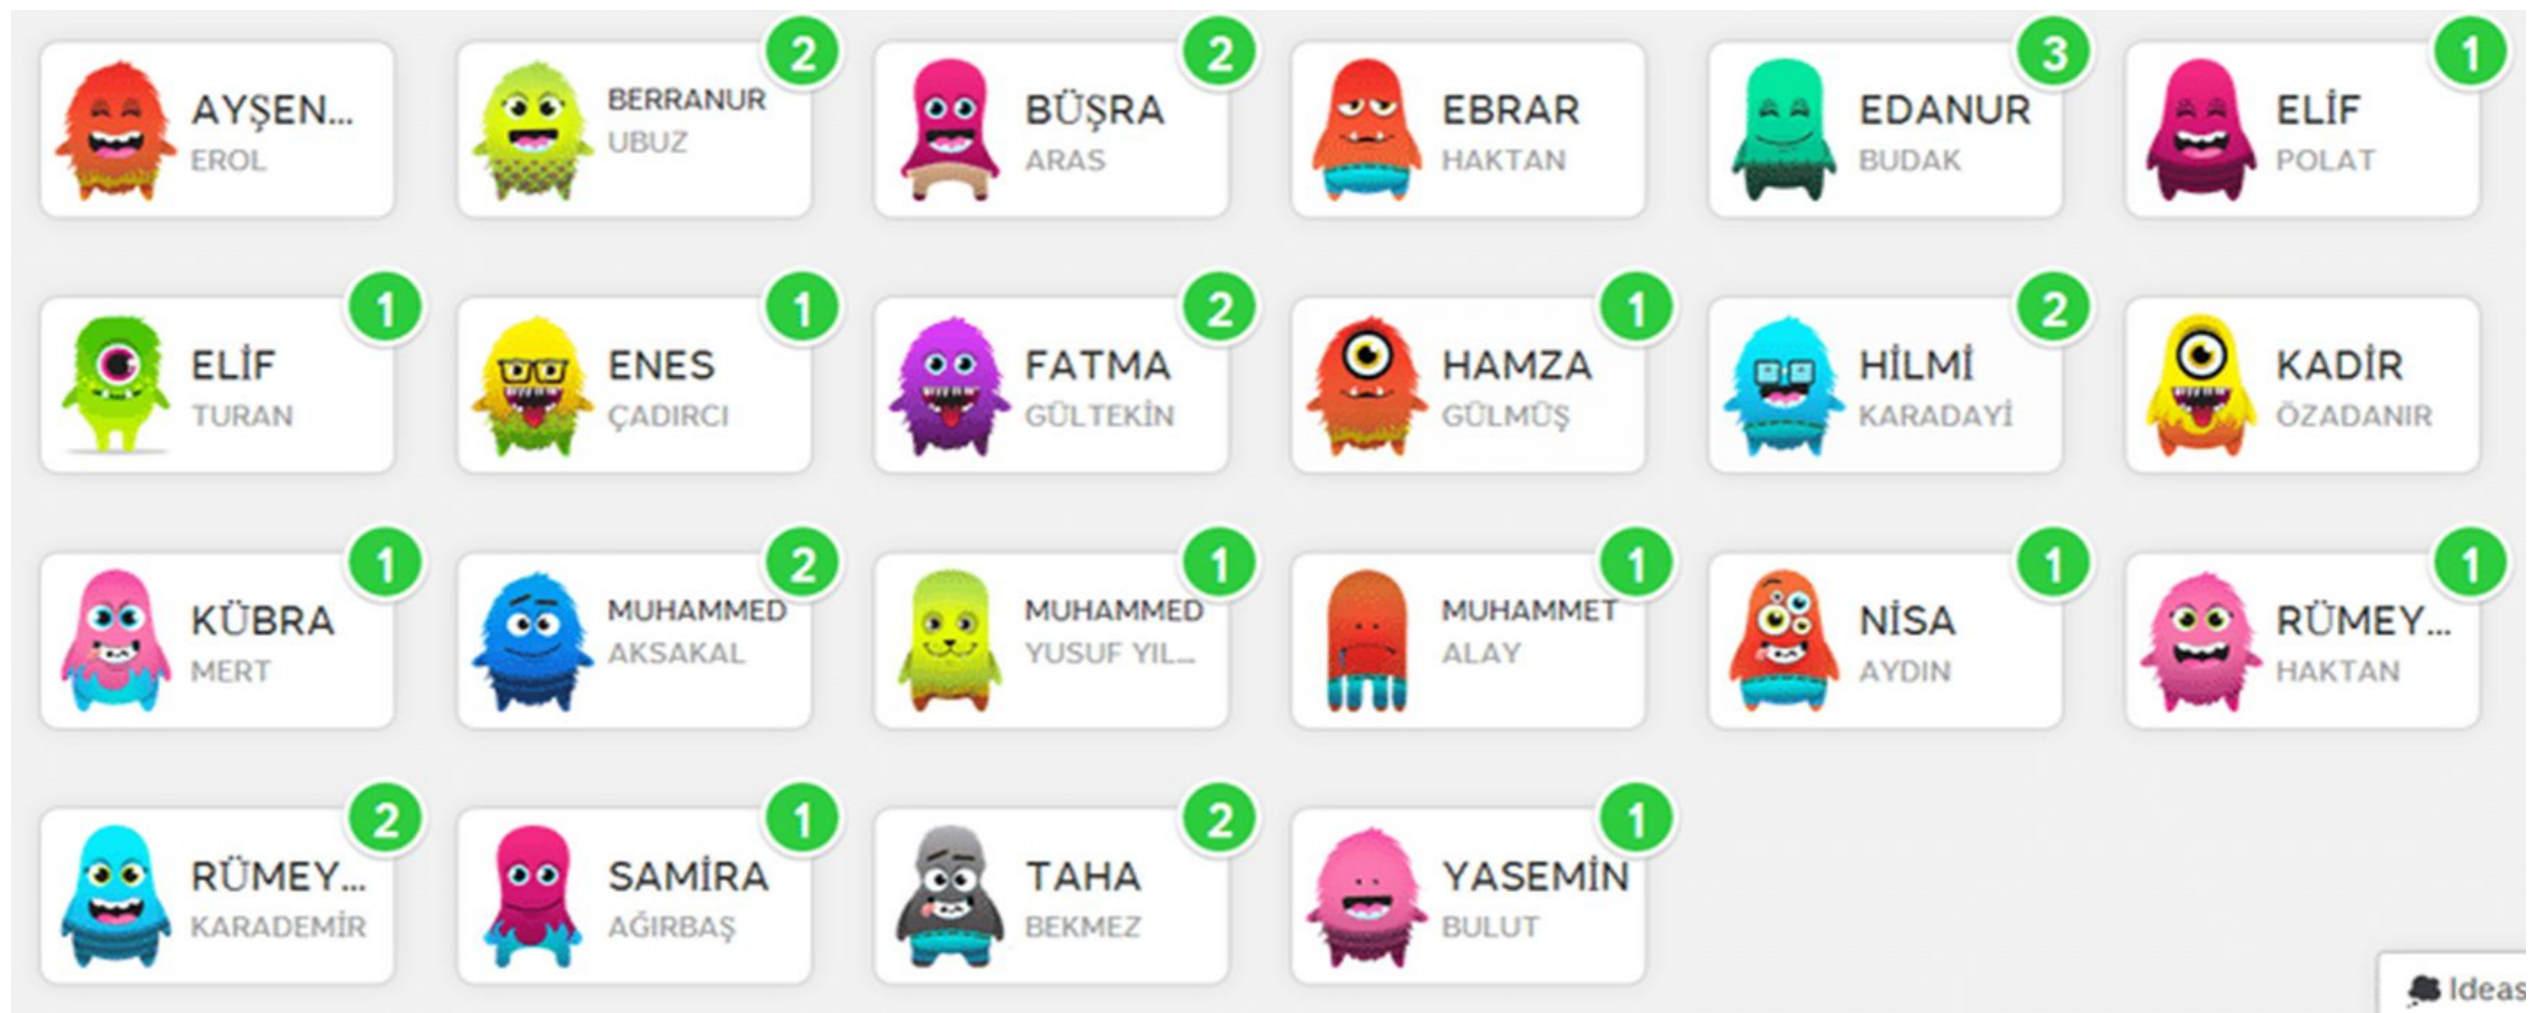 AYŞEN...
EROL
2
BERRANUR
UBUZ
2
BÜŞRA
ARAS
EBRAR
HAKTAN
3
EDANUR
BUDAK
1
ELİF
POLAT
1
ELİF
TURAN
1
ENES
ÇADIRCI
2
FATMA
GÜLTEKİN
1
HAMZA
GÜLMÜŞ
2
HİLMİ
KARADAYİ
KADİR
ÖZADANIR
1
KÜBRA
MERT
2
MUHAMMED
AKSAKAL
1
MUHAMMED
YUSUF YIL...
1
MUHAMMET
ALAY
1
NİSA
AYDIN
1
RÜMEY...
HAKTAN
2
RÜMEY...
KARADEMİR
1
SAMİRA
AĞIRBAŞ
2
TAHA
BEKMEZ
1
YASEMİN
BULUT
Ideas